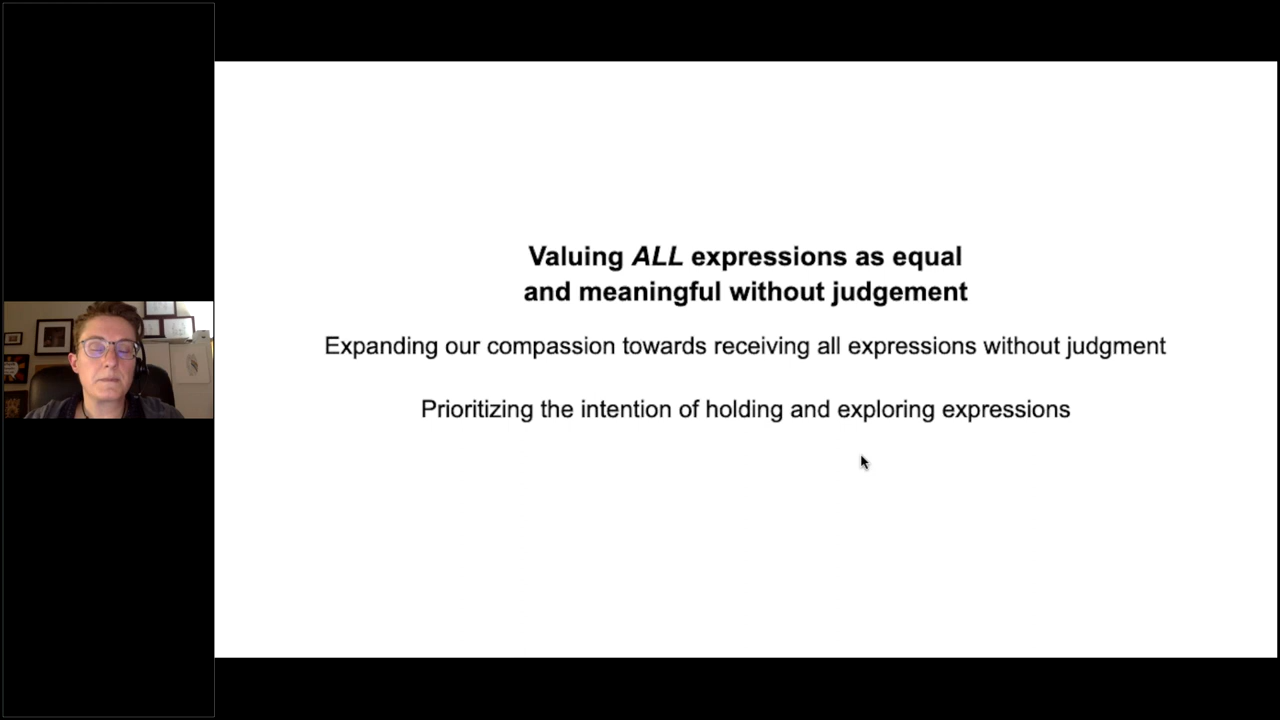 Valuing ALL expressions as equal
and meaningful without judgement
Expanding our compassion towards receiving all expressions without judgment
Prioritizing the intention of holding and exploring expressions